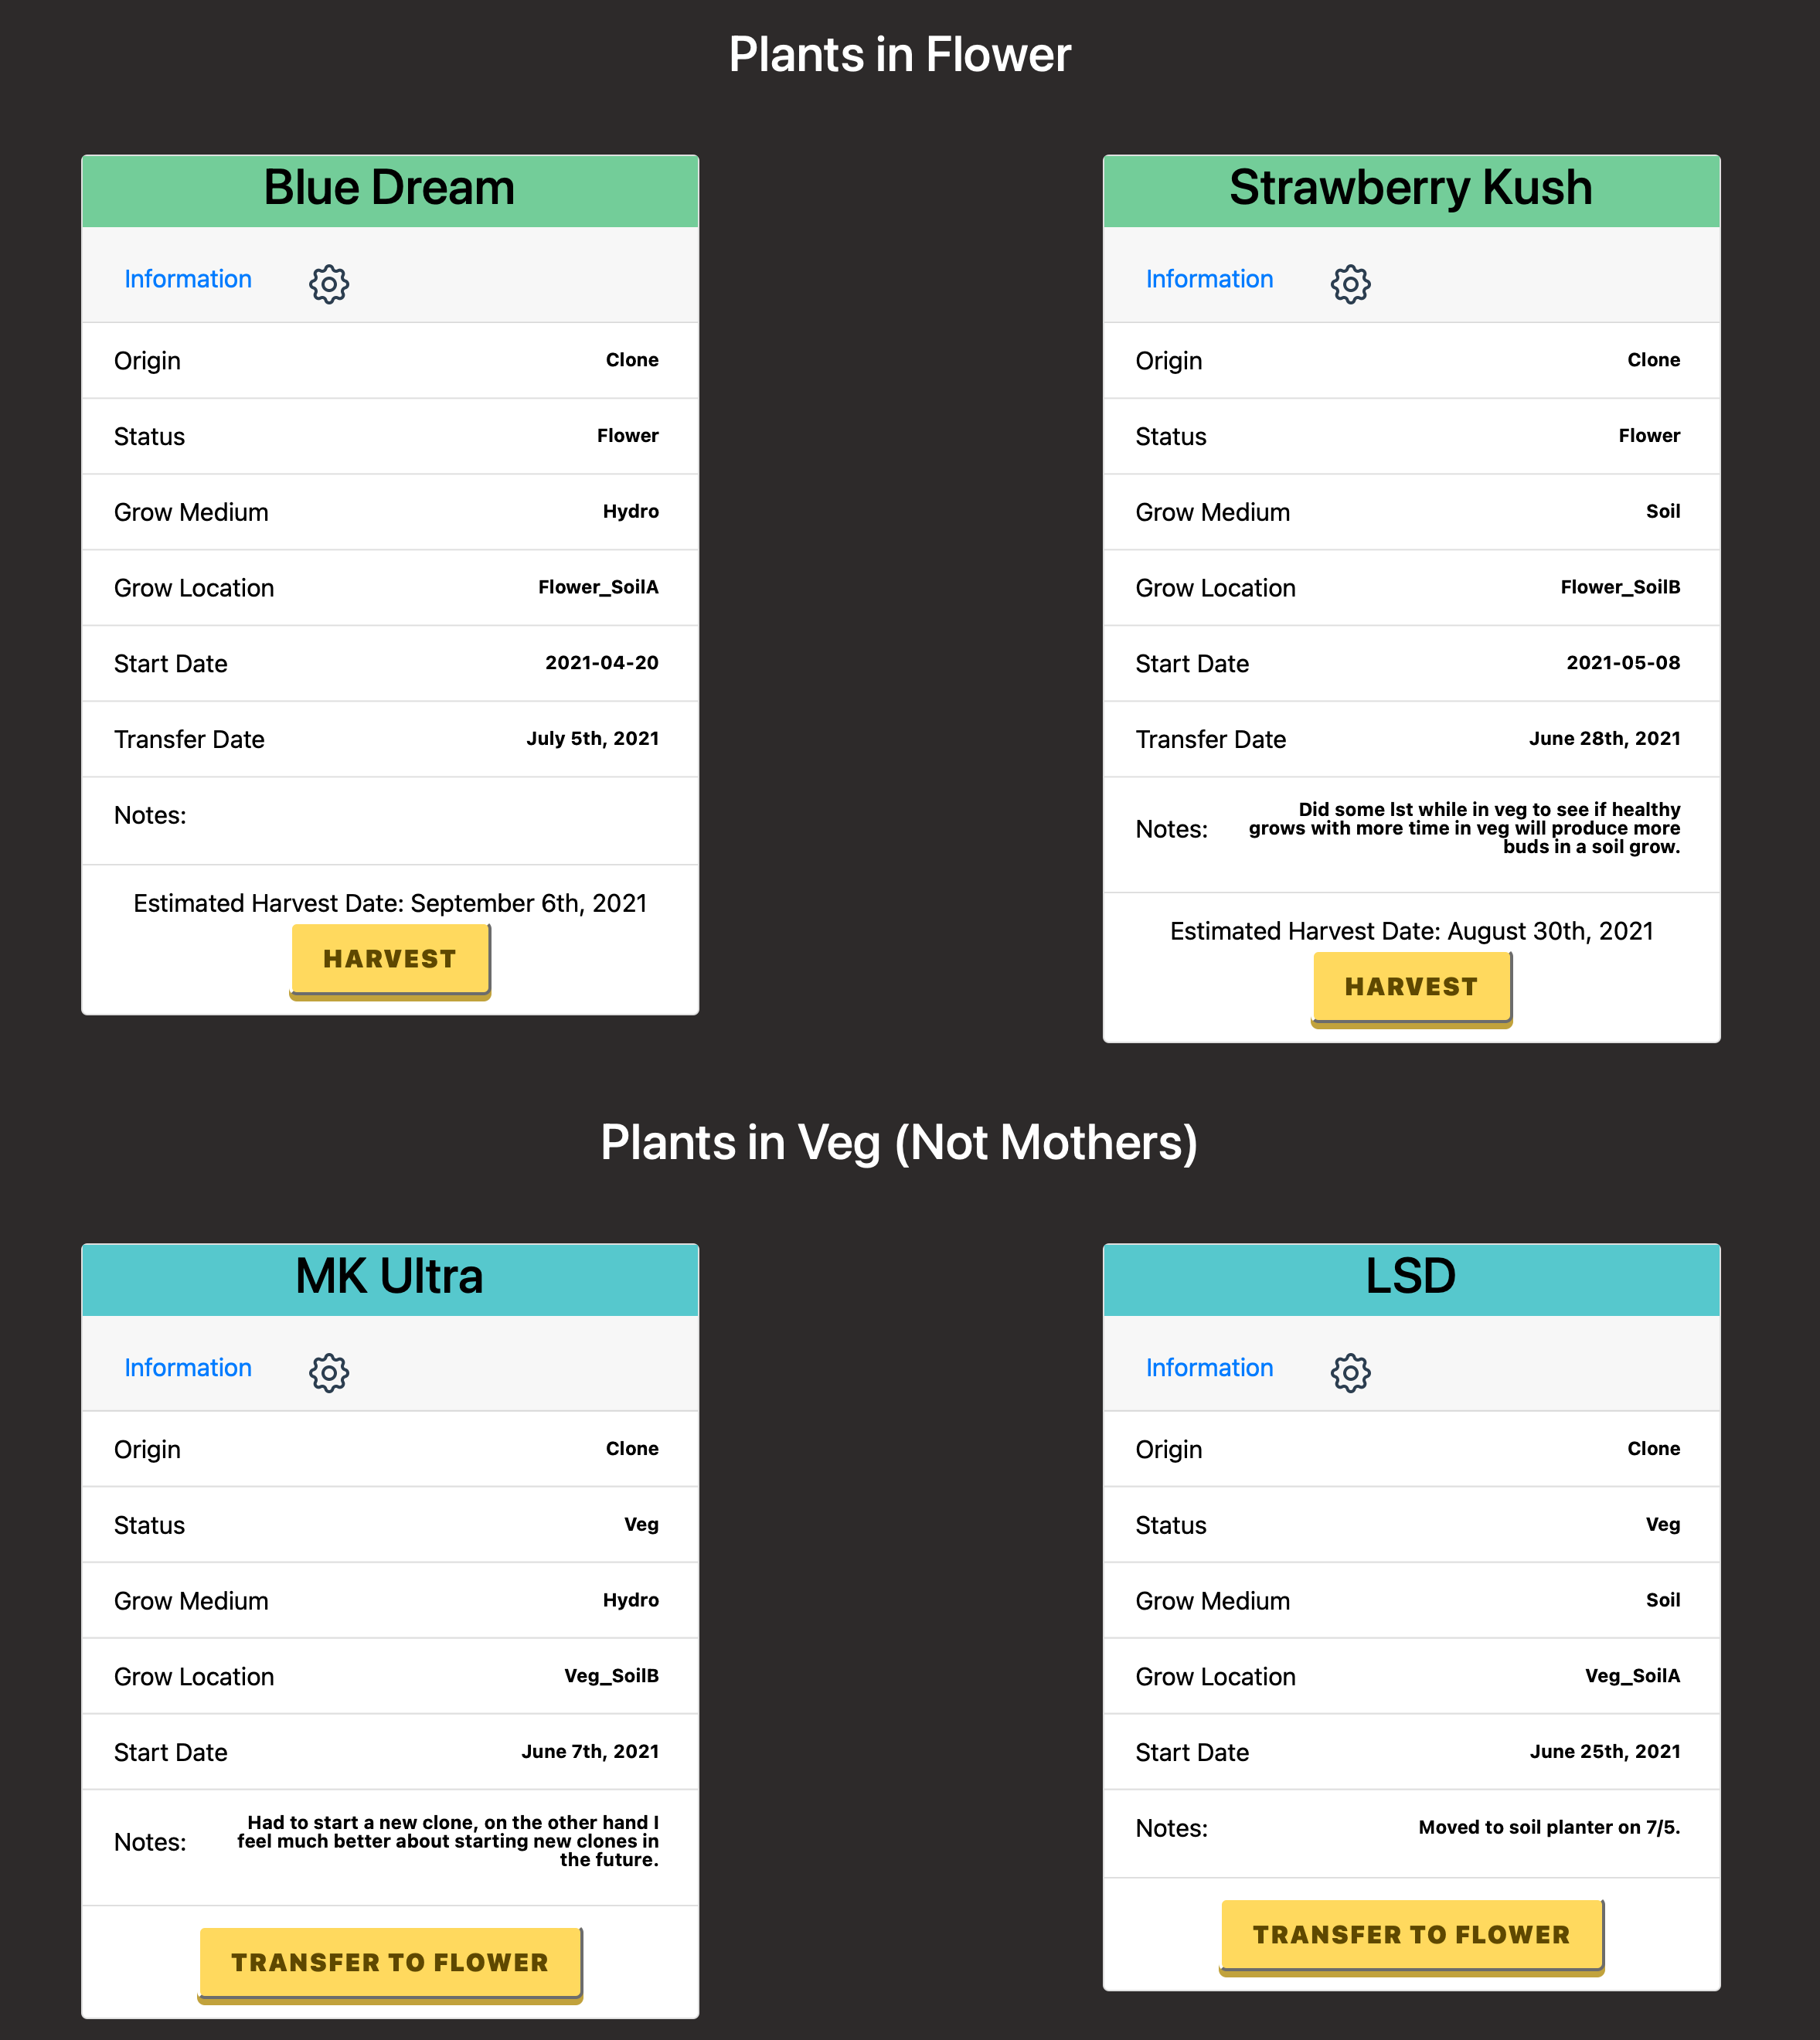 Plants in Flower
Blue Dream
Information
Origin Clone
Status Flower
Grow Medium Hydro
Grow Location Flower_SoilA
Start Date 2021-04-20
Transfer Date July 5th, 2021
Notes:
Estimated Harvest Date: September 6th, 2021
HARVEST
Strawberry Kush
Information
Origin Clone
Status Flower
Grow Medium Soil
Grow Location Flower_SoilB
Start Date 2021-05-08
Transfer Date June 28th, 2021
Notes:
Did some lst while in veg to see if healthy
grows with more time in veg will produce more
buds in a soil grow.
Estimated Harvest Date: August 30th, 2021
HARVEST
Plants in Veg (Not Mothers)
MK Ultra
Information
Origin Clone
Status Veg
Grow Medium Hydro
Grow Location Veg_SoilB
Start Date June 7th, 2021
Notes:
Had to start a new clone, on the other hand I
feel much better about starting new clones in
the future.
TRANSFER TO FLOWER
LSD
Information
Origin Clone
Status Veg
Grow Medium Soil
Grow Location Veg_SoilA
Start Date June 25th, 2021
Notes: Moved to soil planter on 7/5.
TRANSFER TO FLOWER